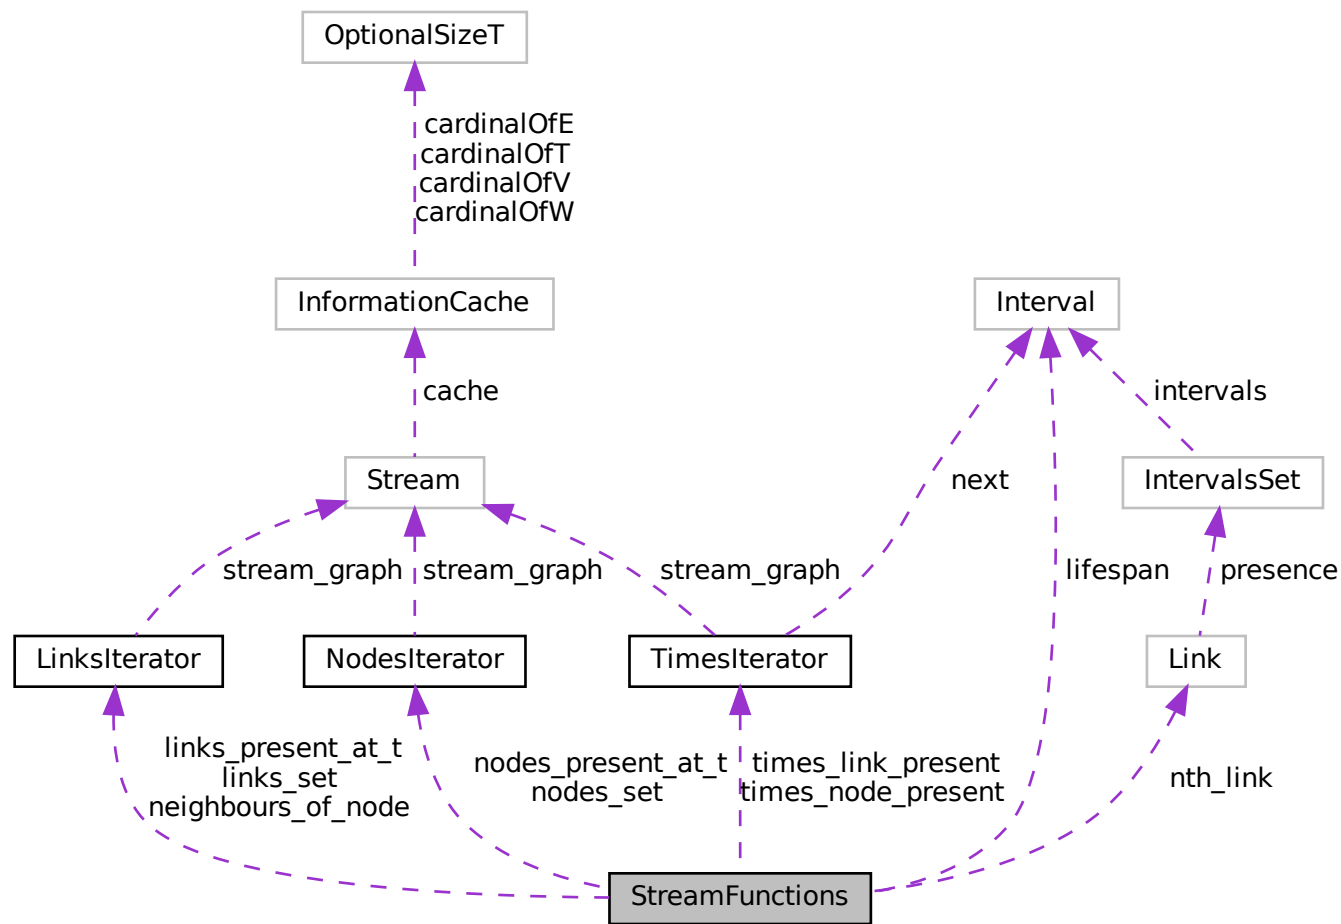 OptionalSizeT
cardinalOfE
cardinalOfT
cardinalOfV
cardinalOfW
InformationCache
Interval
cache
intervals
Stream
next
IntervalsSet
stream_graph
stream_graph
stream_graph
lifespan
presence
LinksIterator
NodesIterator
TimesIterator
Link
links_present_at_t
links_set
neighbours_of_node
nodes_present_at_t
nodes_set
times_link_present
times_node_present
nth_link
StreamFunctions